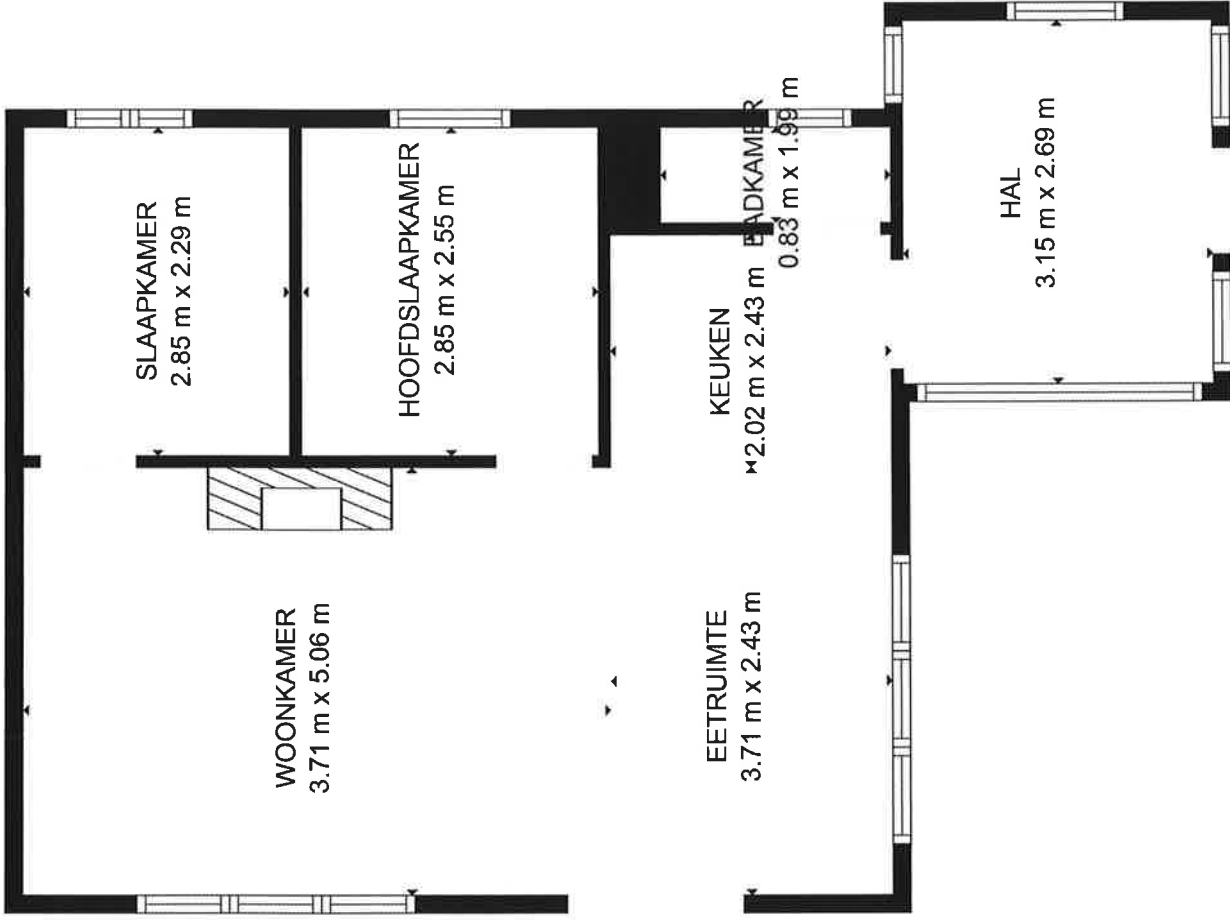 SLAAPKAMER
2.85 m x 2.29 m
HOOFDSLAAPKAMER
2.85 m x 2.55 m
BADKAMER
0.83 m x 1.99 m
HAL
3.15 m x 2.69 m
KEUKEN
2.02 m x 2.43 m
WOONKAMER
3.71 m x 5.06 m
EETRUIMTE
3.71 m x 2.43 m